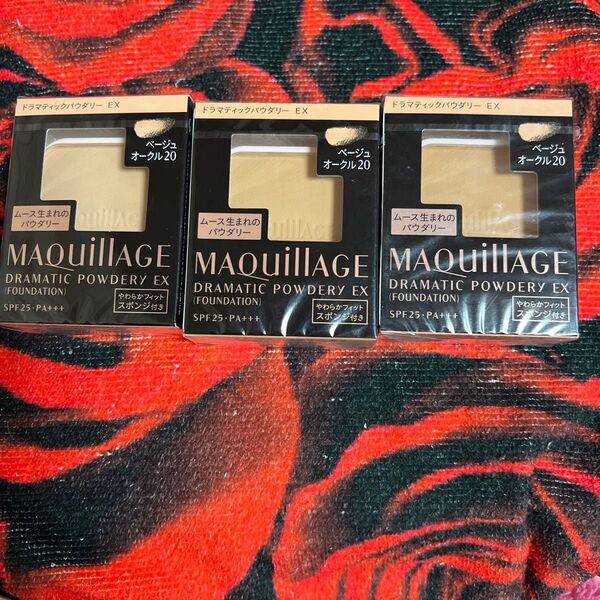 ドラマティックパウダリー EX
ベージュ
オークル20
ムース生まれの
パウダリー
MAQuillAGE
DRAMATIC POWDERY EX
(FOUNDATION)
SPF25・PA+++
やわらかフィット
スポンジ付き
ドラマティックパウダリー EX
ベージュ
オークル20
ムース生まれの
パウダリー
MAQuillAGE
DRAMATIC POWDERY EX
(FOUNDATION)
SPF25・PA+++
やわらかフィット
スポンジ付き
ドラマティックパウダリー EX
ベージュ
オークル20
ムース生まれの
パウダリー
MAQuillAGE
DRAMATIC POWDERY EX
(FOUNDATION)
SPF25・PA+++
やわらかフィット
スポンジ付き